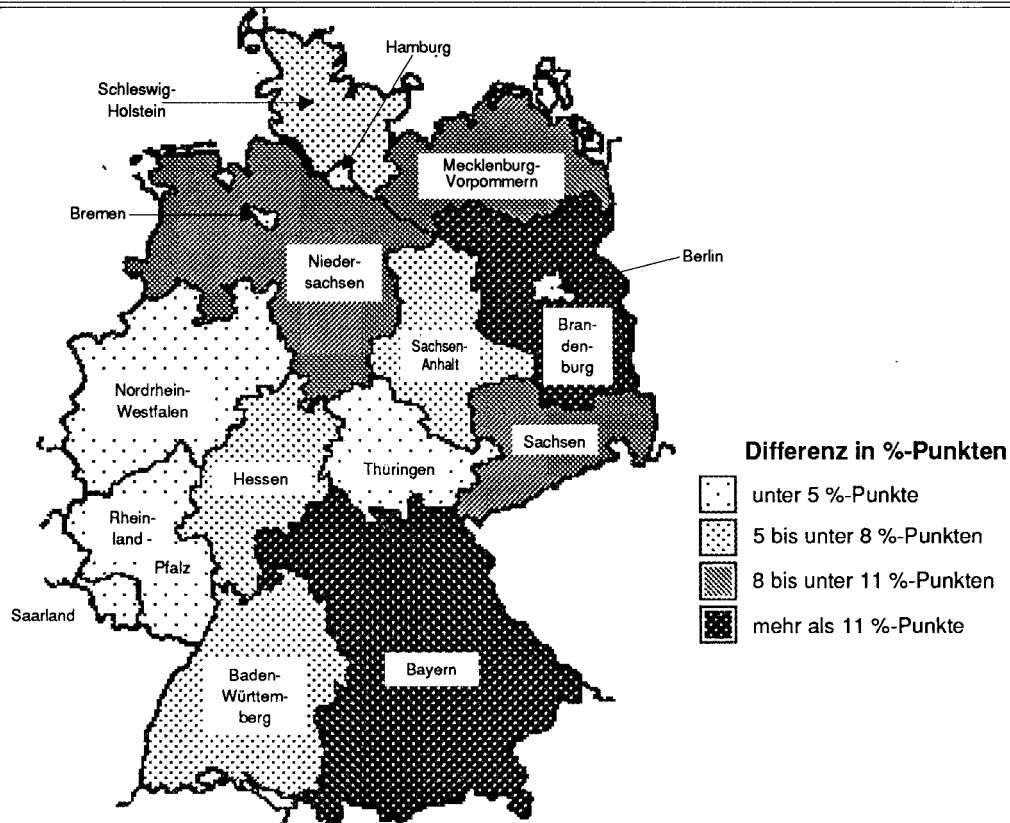 Hamburg
Schleswig-
Holstein
Mecklenburg-
Vorpommern
Bremen
Berlin
Nieder-
sachsen
Bran-
den-
burg
Sachsen-
Anhalt
Nordrhein-
Westfalen
Sachsen
Thüringen
Hessen
Rhein-
land -
Pfalz
Saarland
Bayern
Baden-
Württem-
berg
Differenz in %-Punkten
unter 5 %-Punkte
5 bis unter 8 %-Punkten
8 bis unter 11 %-Punkten
mehr als 11 %-Punkte